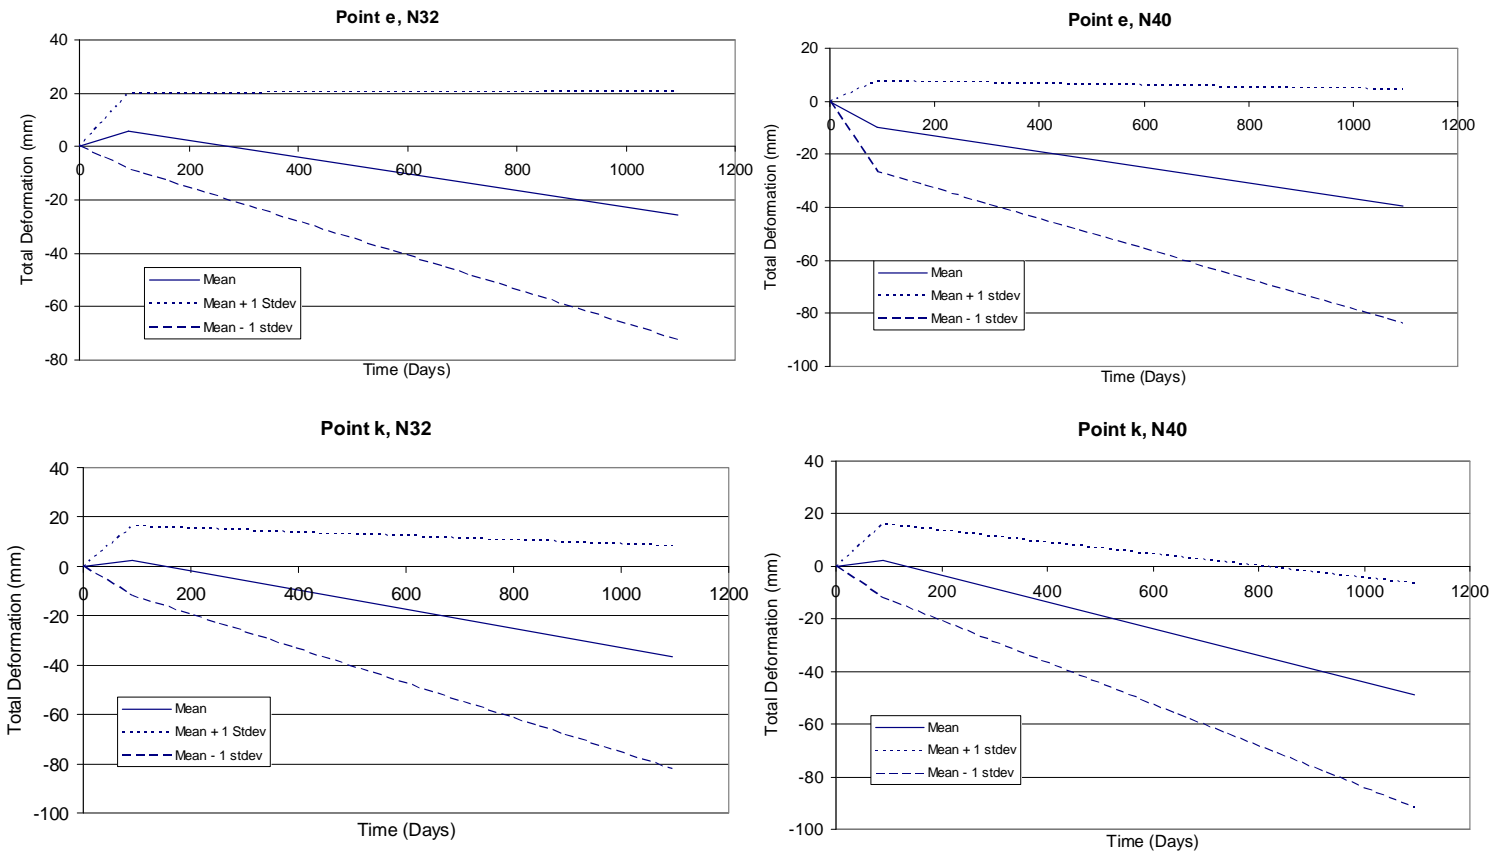 Point e, N32
40
20
0
-20
-40
-60
-80
0 200 400 600 800 1000 1200
Total Deformation (mm)
Time (Days)
Mean
Mean + 1 Stdev
Mean - 1 stdev
Point e, N40
20
0
-20
-40
-60
-80
-100
0 200 400 600 800 1000 1200
Total Deformation (mm)
Time (Days)
Mean
Mean + 1 stdev
Mean - 1 stdev
Point k, N32
40
20
0
-20
-40
-60
-80
-100
0 200 400 600 800 1000 1200
Total Deformation (mm)
Time (Days)
Mean
Mean + 1 Stdev
Mean - 1 stdev
Point k, N40
40
20
0
-20
-40
-60
-80
-100
0 200 400 600 800 1000 1200
Total Deformation (mm)
Time (Days)
Mean
Mean + 1 stdev
Mean - 1 stdev